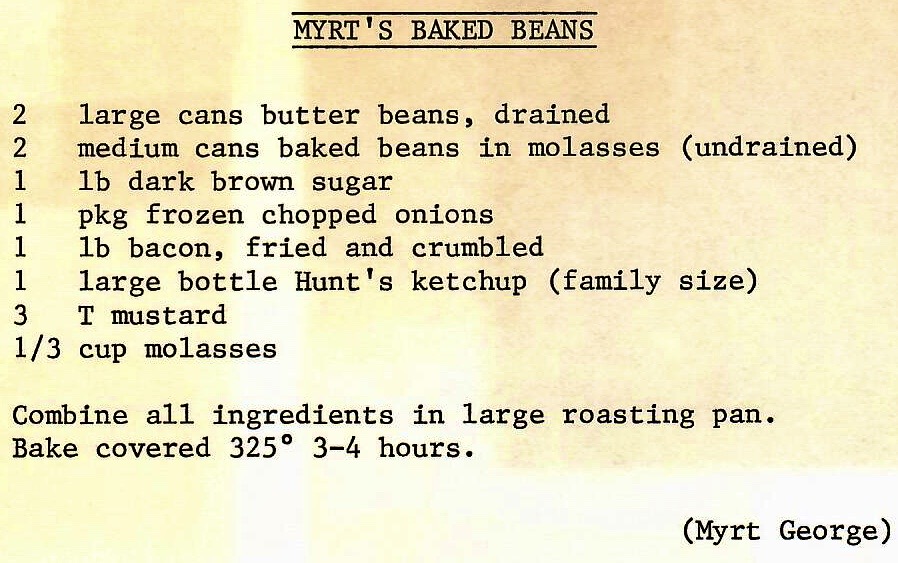 MYRT'S BAKED BEANS
2 large cans butter beans, drained
2 medium cans baked beans in molasses (undrained)
1 lb dark brown sugar
1 pkg frozen chopped onions
1 lb bacon, fried and crumbled
1 large bottle Hunt's ketchup (family size)
3 T mustard
1/3 cup molasses
Combine all ingredients in large roasting pan.
Bake covered 325° 3-4 hours.
(Myrt George)